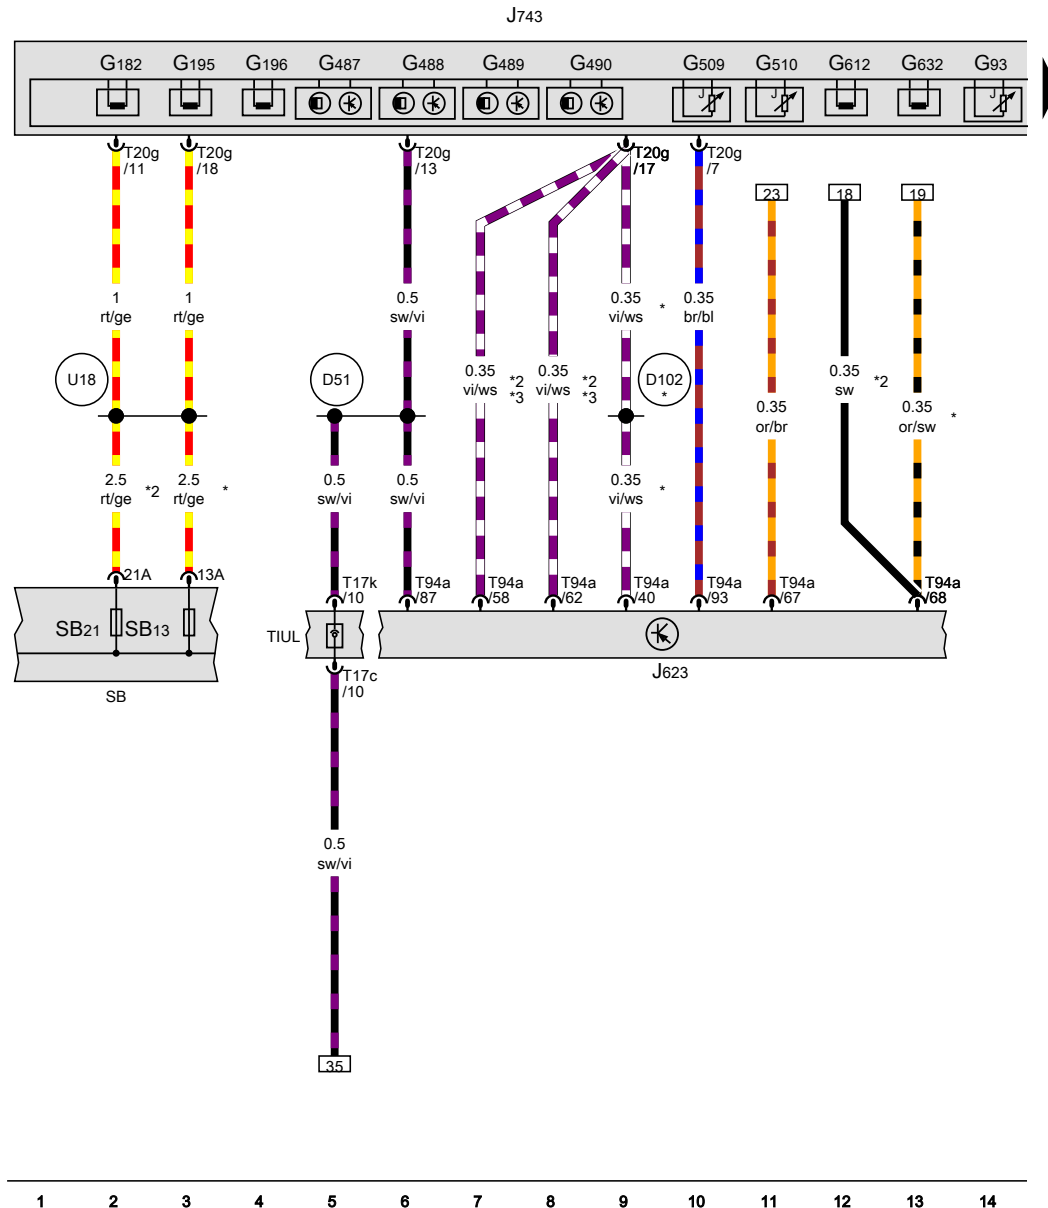 J743
G182 G195 G196 G487 G488 G489 G490 G509 G510 G612 G632 G93
J J J
T20g T20g T20g T20g T20g
/11 /18 /13 /17 /7
23 18 19
1 1 0.5 0.35 0.35
rt/ge rt/ge sw/vi vi/ws * br/bl
U18 D51 0.35 *2 0.35 *2 D102 0.35 *2
vi/ws *3 vi/ws *3 * sw
0.35 0.35
or/br or/sw *
2.5 2.5 0.5 0.5 0.35
rt/ge *2 rt/ge * sw/vi sw/vi vi/ws *
21A 13A T17k T94a T94a T94a T94a T94a T94a T94a
/10 /87 /58 /62 /40 /93 /67 /68
SB21 SB13 TIUL
SB J623
T17c
/10
0.5
sw/vi
35
1 2 3 4 5 6 7 8 9 10 11 12 13 14